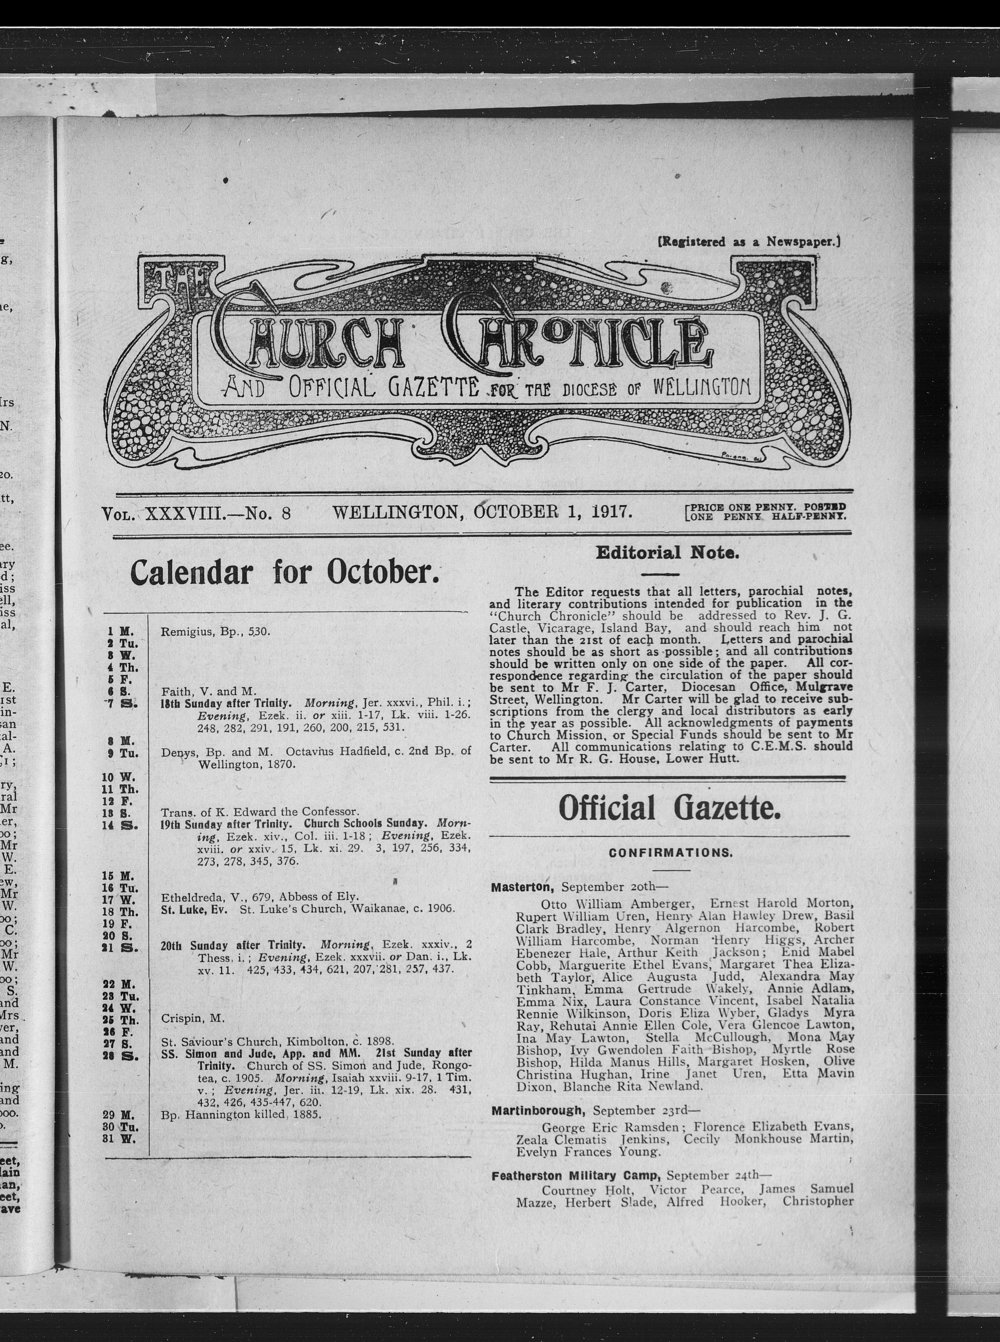 [Registered as a Newspaper.]
THE
CHURCH CHRONICLE
AND OFFICIAL GAZETTE FOR THE DIOCESE OF WELLINGTON
VOL. XXXVIII.—No. 8 WELLINGTON, OCTOBER 1, 1917. [PRICE ONE PENNY. POSTED
[ONE PENNY HALF-PENNY.
Calendar for October.
1 M. Remigius, Bp., 530.
2 Tu.
3 W.
4 Th.
5 F.
6 S. Faith, V. and M.
7 S. 18th Sunday after Trinity. Morning, Jer. xxxvi., Phil. i.;
Evening, Ezek. ii. or xiii. 1-17, Lk. viii. 1-26.
248, 282, 291, 191, 260, 200, 215, 531.
8 M.
9 Tu. Denys, Bp. and M. Octavius Hadfield, c. 2nd Bp. of
Wellington, 1870.
10 W.
11 Th.
12 F.
13 S. Trans. of K. Edward the Confessor.
14 S. 19th Sunday after Trinity. Church Schools Sunday. Morn-
ing, Ezek. xiv., Col. iii. 1-18; Evening, Ezek.
xviii. or xxiv. 15, Lk. xi. 29. 3, 197, 256, 334,
273, 278, 345, 376.
15 M.
16 Tu.
17 W. Etheldreda, V., 679, Abbess of Ely.
18 Th. St. Luke, Ev. St. Luke's Church, Waikanae, c. 1906.
19 F.
20 S.
21 S. 20th Sunday after Trinity. Morning, Ezek. xxxiv., 2
Thess. i.; Evening, Ezek. xxxvii. or Dan. i., Lk.
xv. 11. 425, 433, 434, 621, 207, 281, 257, 437.
22 M.
23 Tu.
24 W.
25 Th. Crispin, M.
26 F.
27 S. St. Saviour's Church, Kimbolton, c. 1898.
28 S. SS. Simon and Jude, App. and MM. 21st Sunday after
Trinity. Church of SS. Simon and Jude, Rongo-
tea, c. 1905. Morning, Isaiah xxviii. 9-17, 1 Tim.
v.; Evening, Jer. iii. 12-19, Lk. xix. 28. 431,
432, 426, 435-447, 620.
29 M. Bp. Hannington killed, 1885.
30 Tu.
31 W.
Editorial Note.
The Editor requests that all letters, parochial notes,
and literary contributions intended for publication in the
"Church Chronicle" should be addressed to Rev. J. G.
Castle, Vicarage, Island Bay, and should reach him not
later than the 21st of each month. Letters and parochial
notes should be as short as possible; and all contributions
should be written only on one side of the paper. All cor-
respondence regarding the circulation of the paper should
be sent to Mr F. J. Carter, Diocesan Office, Mulgrave
Street, Wellington. Mr Carter will be glad to receive sub-
scriptions from the clergy and local distributors as early
in the year as possible. All acknowledgments of payments
to Church Mission, or Special Funds should be sent to Mr
Carter. All communications relating to C.E.M.S. should
be sent to Mr R. G. House, Lower Hutt.
Official Gazette.
CONFIRMATIONS.
Masterton, September 20th—
Otto William Amberger, Ernest Harold Morton,
Rupert William Uren, Henry Alan Hawley Drew, Basil
Clark Bradley, Henry Algernon Harcombe, Robert
William Harcombe, Norman Henry Higgs, Archer
Ebenezer Hale, Arthur Keith Jackson; Enid Mabel
Cobb, Marguerite Ethel Evans, Margaret Thea Eliza-
beth Taylor, Alice Augusta Judd, Alexandra May
Tinkham, Emma Gertrude Wakely, Annie Adlam,
Emma Nix, Laura Constance Vincent, Isabel Natalia
Rennie Wilkinson, Doris Eliza Wyber, Gladys Myra
Ray, Rehutai Annie Ellen Cole, Vera Glencoe Lawton,
Ina May Lawton, Stella McCullough, Mona May
Bishop, Ivy Gwendolen Faith Bishop, Myrtle Rose
Bishop, Hilda Manus Hills, Margaret Hosken, Olive
Christina Hughan, Irine Janet Uren, Etta Mavin
Dixon, Blanche Rita Newland.
Martinborough, September 23rd—
George Eric Ramsden; Florence Elizabeth Evans,
Zeala Clematis Jenkins, Cecily Monkhouse Martin,
Evelyn Frances Young.
Featherston Military Camp, September 24th—
Courtney Holt, Victor Pearce, James Samuel
Mazze, Herbert Slade, Alfred Hooker, Christopher